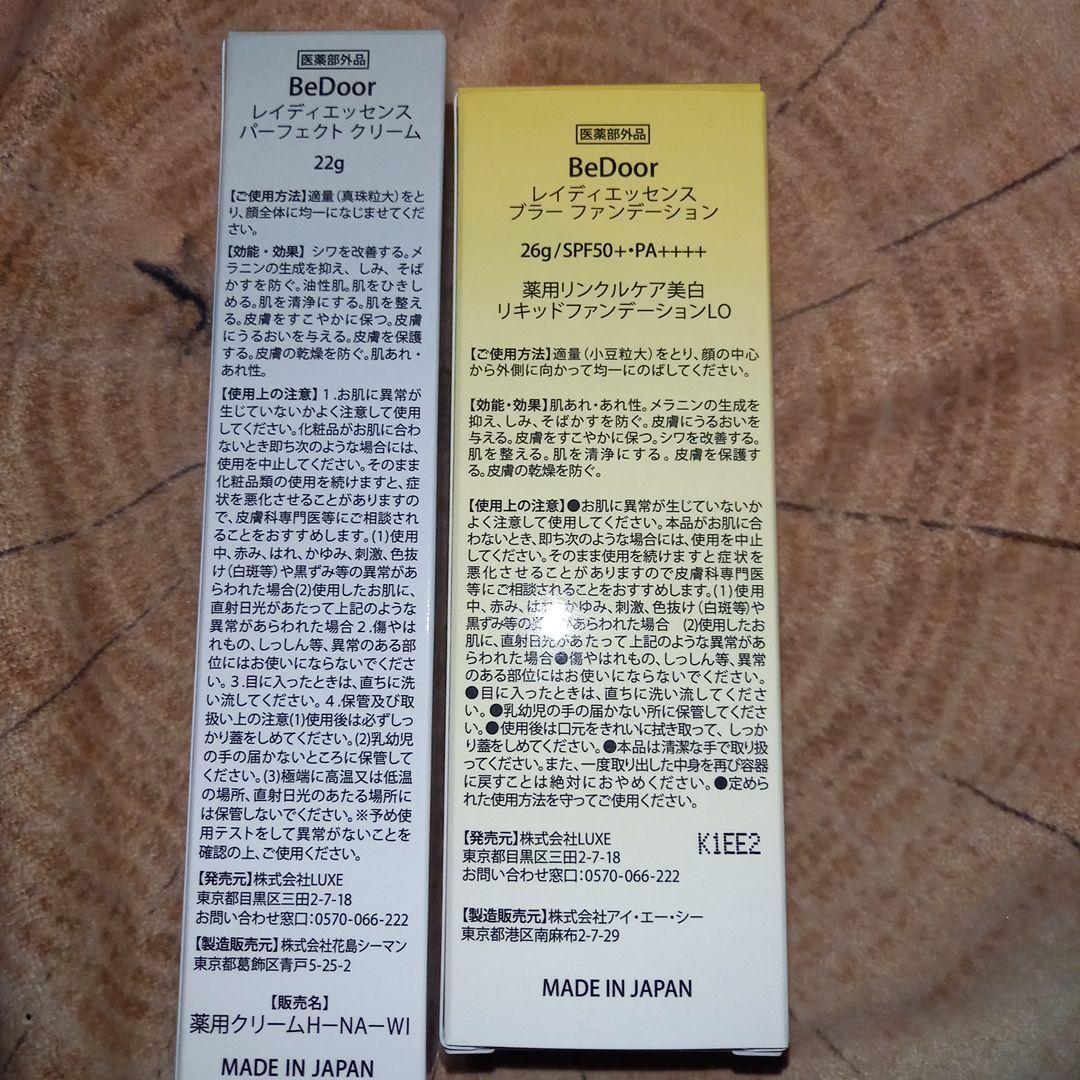 医薬部外品
BeDoor
レイディエッセンス
パーフェクト クリーム
22g
【ご使用方法】適量(真珠粒大)をと
り、顔全体に均一になじませてくだ
さい。
【効能・効果】 シワを改善する。メ
ラニンの生成を抑え、しみ、そば
かすを防ぐ。油性肌。肌をひきし
める。肌を清浄にする。肌を整え
る。皮膚をすこやかに保つ。皮膚
にうるおいを与える。皮膚を保護
する。皮膚の乾燥を防ぐ。肌あれ・
あれ性。
【使用上の注意】1.お肌に異常が
生じていないかよく注意して使用
してください。化粧品がお肌に合わ
ないとき即ち次のような場合には、
使用を中止してください。そのまま
化粧品類の使用を続けますと、症
状を悪化させることがありますの
で、皮膚科専門医等にご相談され
ることをおすすめします。(1)使用
中、赤み、はれ、かゆみ、刺激、色抜
け(白斑等)や黒ずみ等の異常があ
らわれた場合(2)使用したお肌に、
直射日光があたって上記のような
異常があらわれた場合2.傷やは
れもの、しっしん等、異常のある部
位にはお使いにならないでくださ
い。3.目に入ったときは、直ちに洗
い流してください。4.保管及び取
扱い上の注意(1)使用後は必ずしっ
かり蓋をしめてください。(2)乳幼児
の手の届かないところに保管して
ください。(3)極端に高温又は低温
の場所、直射日光のあたる場所に
は保管しないでください。※予め使
用テストをして異常がないことを
確認の上、ご使用ください。
【発売元】株式会社LUXE
東京都目黒区三田2-7-18
お問い合わせ窓口:0570-066-222
【製造販売元】株式会社花島シーマン
東京都葛飾区青戸5-25-2
【販売名】
薬用クリームH－NA－WI
MADE IN JAPAN
医薬部外品
BeDoor
レイディエッセンス
ブラー ファンデーション
26g/SPF50+・PA++++
薬用リンクルケア美白
リキッドファンデーションLO
【ご使用方法】適量(小豆粒大)をとり、顔の中心
から外側に向かって均一にのばしてください。
【効能・効果】肌あれ・あれ性。メラニンの生成を
抑え、しみ、そばかすを防ぐ。皮膚にうるおいを
与える。皮膚をすこやかに保つ。シワを改善する。
肌を整える。肌を清浄にする。皮膚を保護す
る。皮膚の乾燥を防ぐ。
【使用上の注意】●お肌に異常が生じていないか
よく注意して使用してください。本品がお肌に合
わないとき、即ち次のような場合には、使用を中止
してください。そのまま使用を続けますと症状を
悪化させることがありますので皮膚科専門医
等にご相談されることをおすすめします。(1)使用
中、赤み、はれ、かゆみ、刺激、色抜け(白斑等)や
黒ずみ等の異常があらわれた場合 (2)使用したお
肌に、直射日光があたって上記のような異常があ
らわれた場合●傷やはれもの、しっしん等、異常
のある部位にはお使いにならないでください。
●目に入ったときは、直ちに洗い流してくださ
い。●乳幼児の手の届かない所に保管してくださ
い。●使用後は口元をきれいに拭き取って、しっか
り蓋をしめてください。●本品は清潔な手で取り扱
ってください。また、一度取り出した中身を再び容器
に戻すことは絶対におやめください。●定めら
れた使用方法を守ってご使用ください。
【発売元】株式会社LUXE
東京都目黒区三田2-7-18
お問い合わせ窓口:0570-066-222
K1EE2
【製造販売元】株式会社アイ・エー・シー
東京都港区南麻布2-7-29
MADE IN JAPAN